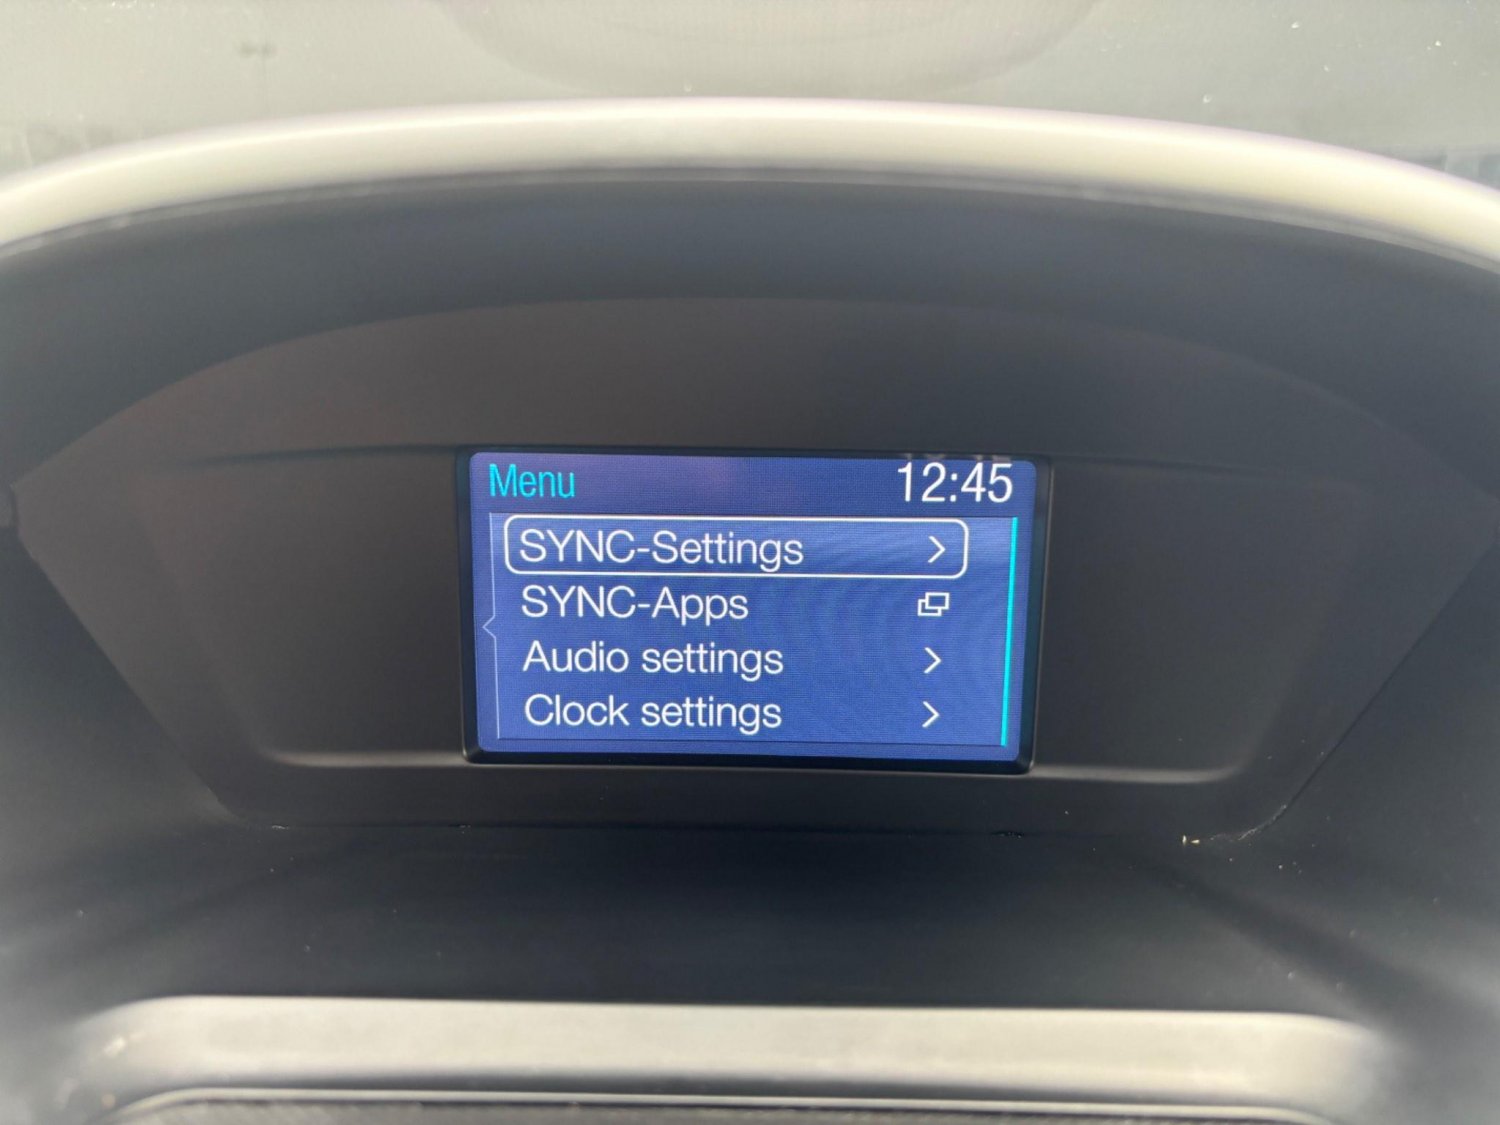 Menu 12:45
SYNC-Settings
SYNC-Apps
Audio settings
Clock settings